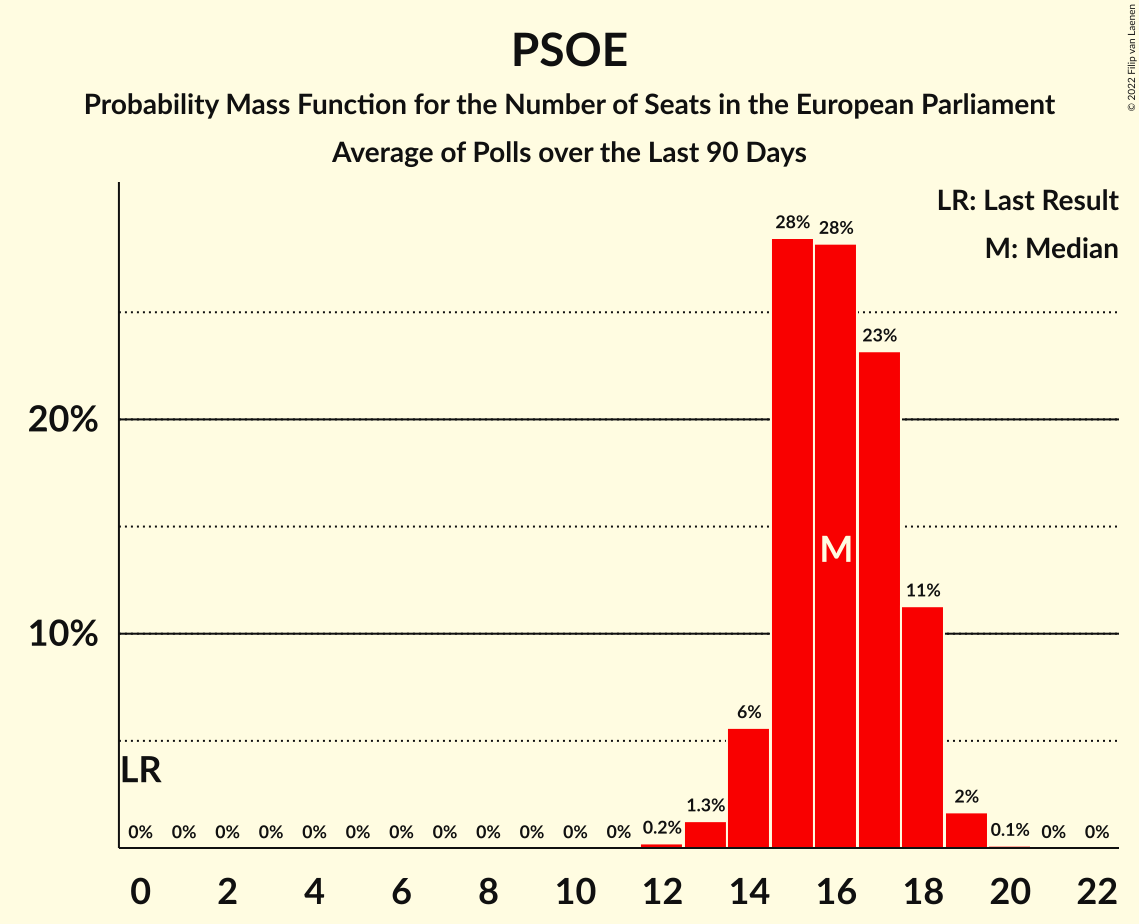 PSOE
Probability Mass Function for the Number of Seats in the European Parliament
Average of Polls over the Last 90 Days
© 2022 Filip van Laenen
LR: Last Result
M: Median
28% 28%
23%
20%
M
11%
10%
6%
LR
0% 0% 0% 0% 0% 0% 0% 0% 0% 0% 0% 0% 0.2% 1.3% 2% 0.1% 0% 0%
0 2 4 6 8 10 12 14 16 18 20 22